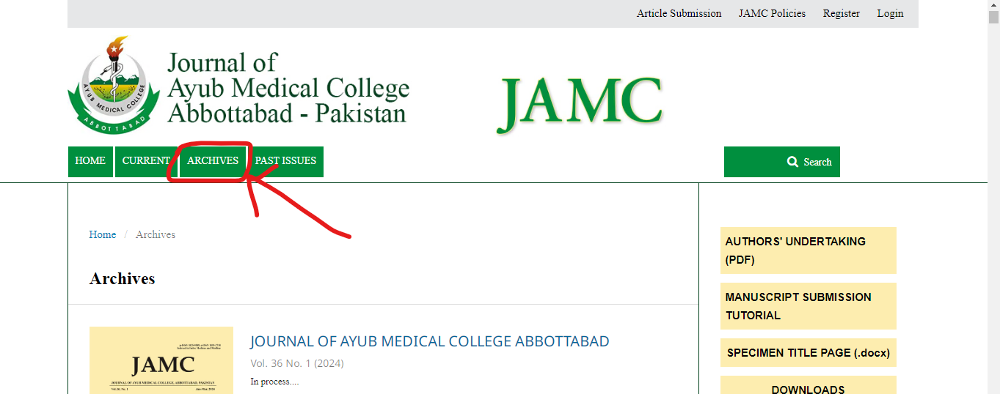 Article Submission JAMC Policies Register Login
Journal of
Ayub Medical College
Abbottabad - Pakistan
AYUB MEDICAL COLLEGE
ABBOTTABAD
JAMC
HOME CURRENT ARCHIVES PAST ISSUES
Search
Home / Archives
Archives
JAMC
JOURNAL OF AYUB MEDICAL COLLEGE, ABBOTTABAD, PAKISTAN
JOURNAL OF AYUB MEDICAL COLLEGE ABBOTTABAD
Vol. 36 No. 1 (2024)
In process....
AUTHORS' UNDERTAKING
(PDF)
MANUSCRIPT SUBMISSION
TUTORIAL
SPECIMEN TITLE PAGE (.docx)
DOWNLOADS